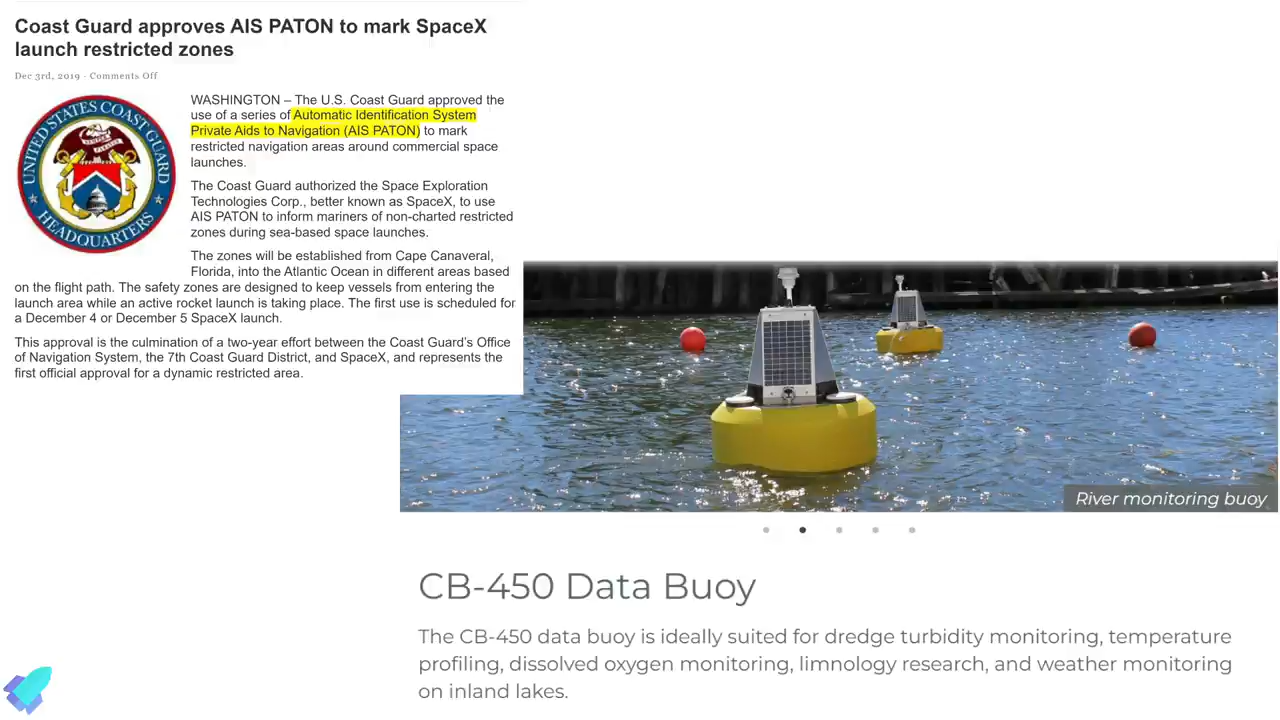 Coast Guard approves AIS PATON to mark SpaceX
launch restricted zones
Dec 3rd, 2019 · Comments Off
UNITED STATES COAST GUARD
HEADQUARTERS
WASHINGTON – The U.S. Coast Guard approved the
use of a series of Automatic Identification System
Private Aids to Navigation (AIS PATON) to mark
restricted navigation areas around commercial space
launches.
The Coast Guard authorized the Space Exploration
Technologies Corp., better known as SpaceX, to use
AIS PATON to inform mariners of non-charted restricted
zones during sea-based space launches.
The zones will be established from Cape Canaveral,
Florida, into the Atlantic Ocean in different areas based
on the flight path. The safety zones are designed to keep vessels from entering the
launch area while an active rocket launch is taking place. The first use is scheduled for
a December 4 or December 5 SpaceX launch.
This approval is the culmination of a two-year effort between the Coast Guard's Office
of Navigation System, the 7th Coast Guard District, and SpaceX, and represents the
first official approval for a dynamic restricted area.
River monitoring buoy
CB-450 Data Buoy
The CB-450 data buoy is ideally suited for dredge turbidity monitoring, temperature
profiling, dissolved oxygen monitoring, limnology research, and weather monitoring
on inland lakes.